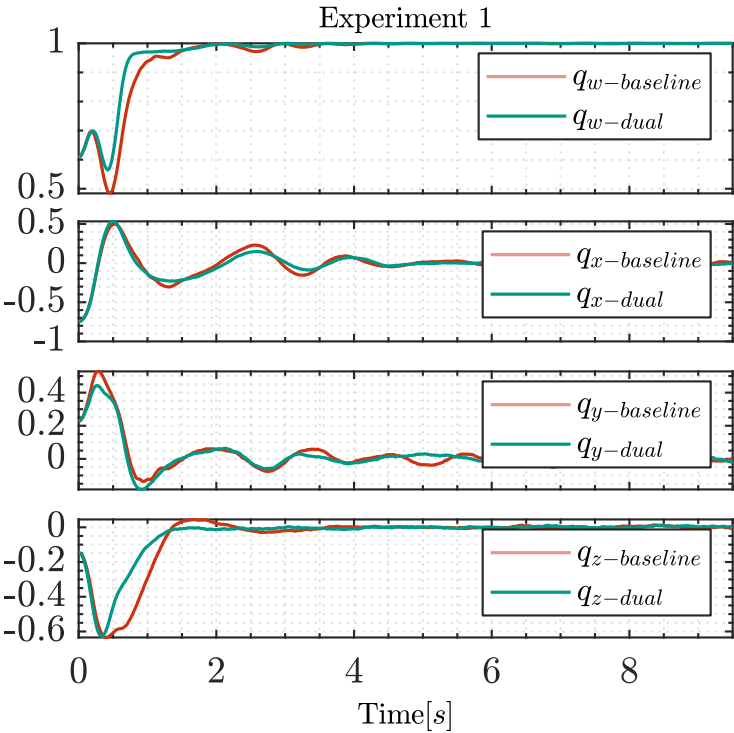 Experiment 1
1
0.5
q_{w-baseline}
q_{w-dual}
0.5
0
-0.5
-1
q_{x-baseline}
q_{x-dual}
0.4
0.2
0
q_{y-baseline}
q_{y-dual}
0
-0.2
-0.4
-0.6
q_{z-baseline}
q_{z-dual}
0 2 4 6 8
Time[s]